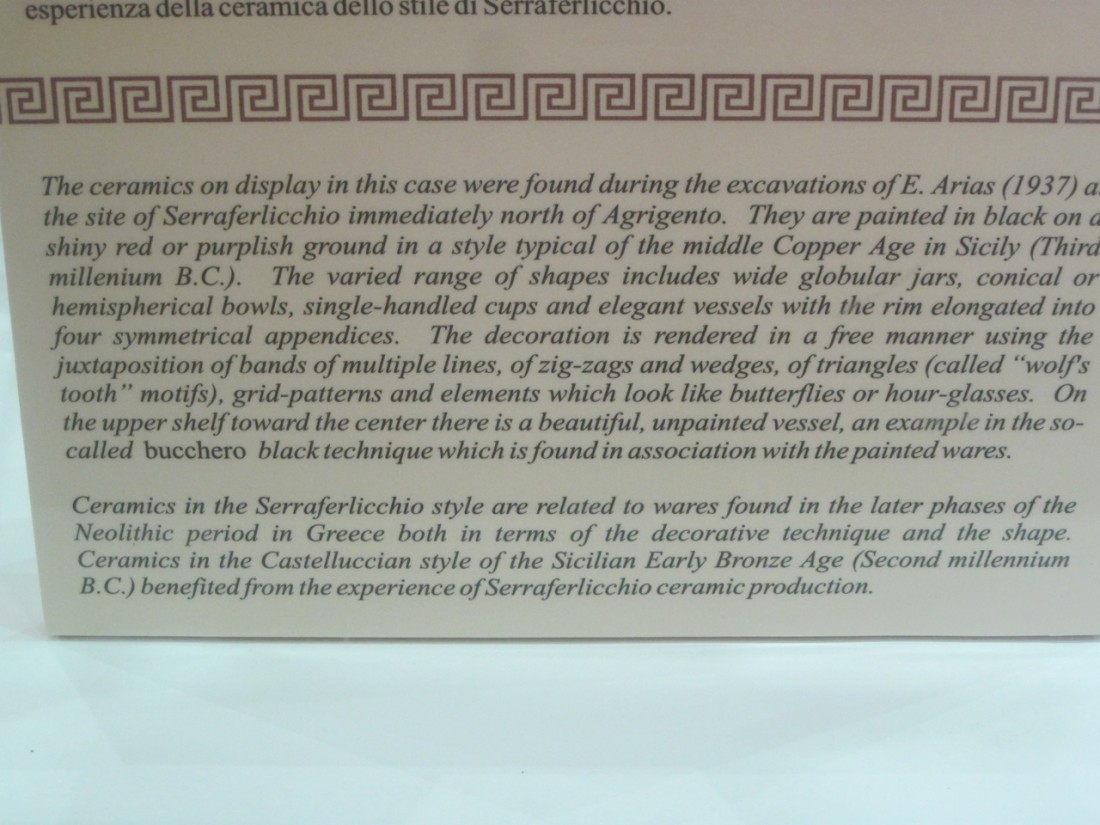 esperienza della ceramica dello stile di Serraferlicchio.
The ceramics on display in this case were found during the excavations of E. Arias (1937)
the site of Serraferlicchio immediately north of Agrigento. They are painted in black on
shiny red or purplish ground in a style typical of the middle Copper Age in Sicily (Third
millenium B.C.). The varied range of shapes includes wide globular jars, conical or
hemispherical bowls, single-handled cups and elegant vessels with the rim elongated into
four symmetrical appendices. The decoration is rendered in a free manner using the
juxtaposition of bands of multiple lines, of zig-zags and wedges, of triangles (called “wolf's
tooth” motifs), grid-patterns and elements which look like butterflies or hour-glasses. On
the upper shelf toward the center there is a beautiful, unpainted vessel, an example in the so-
called bucchero black technique which is found in association with the painted wares.
Ceramics in the Serraferlicchio style are related to wares found in the later phases of the
Neolithic period in Greece both in terms of the decorative technique and the shape.
Ceramics in the Castelluccian style of the Sicilian Early Bronze Age (Second millennium
B.C.) benefited from the experience of Serraferlicchio ceramic production.